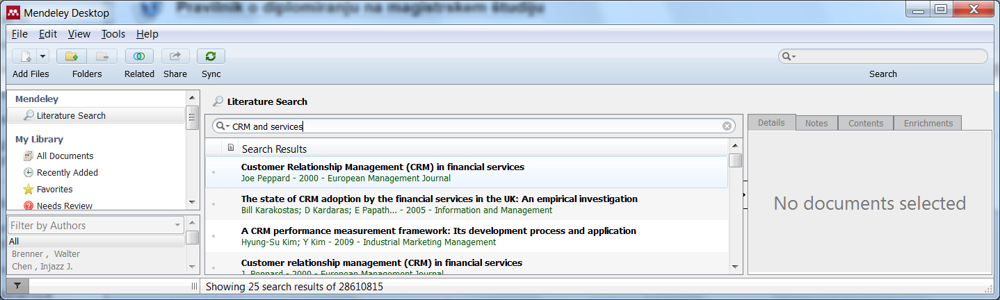 Pravilnik o diplomiranju na magistrskem študiju
Mendeley Desktop
File Edit View Tools Help
Add Files Folders Related Share Sync Search
Mendeley
Literature Search
My Library
All Documents
Recently Added
Favorites
Needs Review
Filter by Authors
All
Brenner , Walter
Chen , Injazz J.
Literature Search
CRM and services
Search Results
Customer Relationship Management (CRM) in financial services
Joe Peppard - 2000 - European Management Journal
The state of CRM adoption by the financial services in the UK: An empirical investigation
Bill Karakostas; D Kardaras; E Papath... - 2005 - Information and Management
A CRM performance measurement framework: Its development process and application
Hyung-Su Kim; Y Kim - 2009 - Industrial Marketing Management
Customer relationship management (CRM) in financial services
J. Peppard - 2000 - European Management Journal
Details Notes Contents Enrichments
No documents selected
Showing 25 search results of 28610815